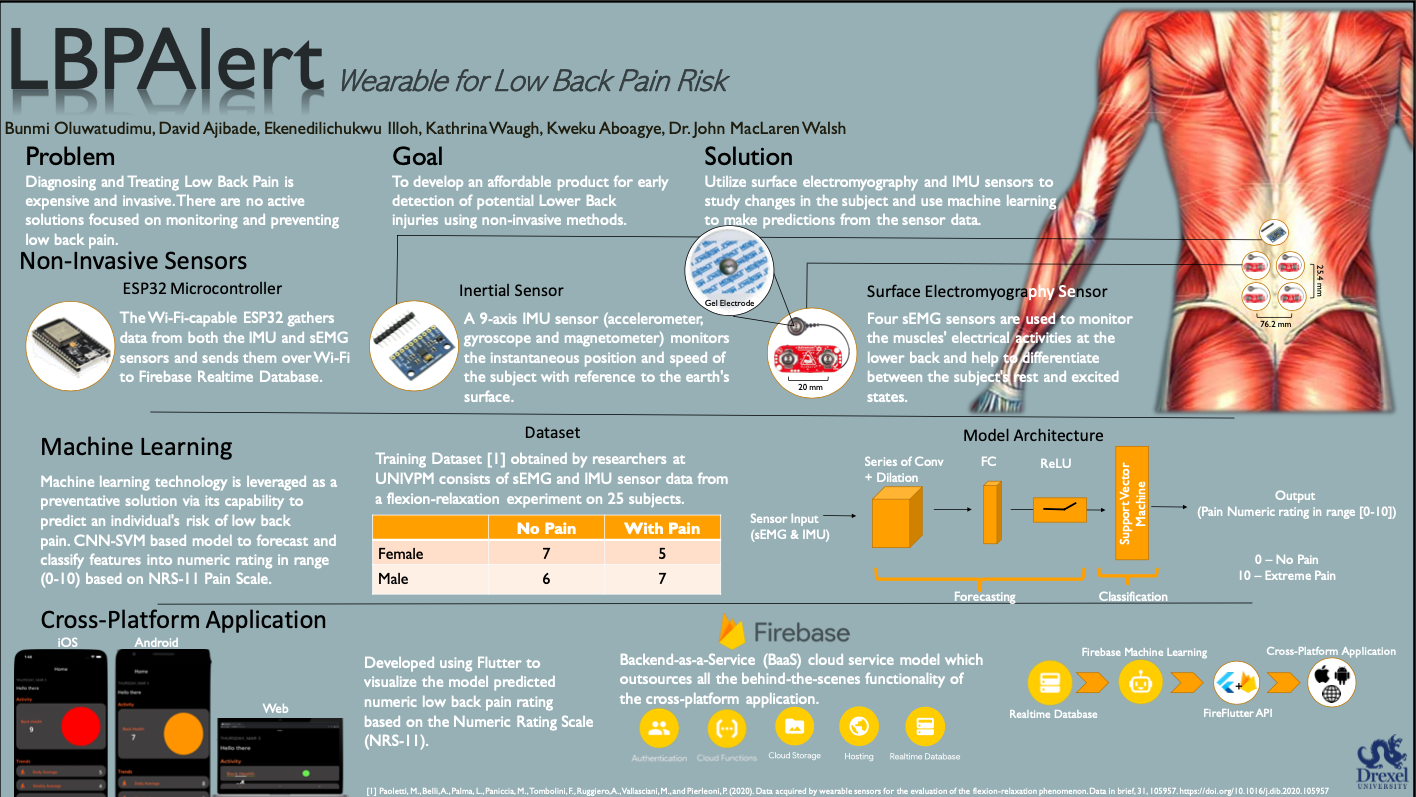 LBPAlert
Wearable for Low Back Pain Risk
Bunmi Oluwatudimu, David Ajibade, Ekenedilichukwu Illoh, Kathrina Waugh, Kweku Aboagye, Dr. John MacLaren Walsh
Problem
Diagnosing and Treating Low Back Pain is
expensive and invasive. There are no active
solutions focused on monitoring and preventing
low back pain.
Goal
To develop an affordable product for early
detection of potential Lower Back
injuries using non-invasive methods.
Solution
Utilize surface electromyography and IMU sensors to
study changes in the subject and use machine learning
to make predictions from the sensor data.
Non-Invasive Sensors
ESP32 Microcontroller
The Wi-Fi-capable ESP32 gathers
data from both the IMU and sEMG
sensors and sends them over Wi-Fi
to Firebase Realtime Database.
Inertial Sensor
A 9-axis IMU sensor (accelerometer,
gyroscope and magnetometer) monitors
the instantaneous position and speed of
the subject with reference to the earth's
surface.
Gel Electrode
20 mm
Surface Electromyography Sensor
Four sEMG sensors are used to monitor
the muscles' electrical activities at the
lower back and help to differentiate
between the subject's rest and excited
states.
25.4 mm
76.2 mm
Machine Learning
Machine learning technology is leveraged as a
preventative solution via its capability to
predict an individual's risk of low back
pain. CNN-SVM based model to forecast and
classify features into numeric rating in range
(0-10) based on NRS-11 Pain Scale.
Dataset
Training Dataset [1] obtained by researchers at
UNIVPM consists of sEMG and IMU sensor data from
a flexion-relaxation experiment on 25 subjects.
No Pain With Pain
Female 7 5
Male 6 7
Model Architecture
Series of Conv
+ Dilation
FC
ReLU
Sensor Input
(sEMG & IMU)
Support Vector
Machine
Output
(Pain Numeric rating in range [0-10])
0 – No Pain
10 – Extreme Pain
Forecasting
Classification
Cross-Platform Application
iOS
Android
Web
Home
Hello there
Activity
9
Trends
5
Home
Hello there
Activity
7
Trends
5
Hello there
Activity
Developed using Flutter to
visualize the model predicted
numeric low back pain rating
based on the Numeric Rating Scale
(NRS-11).
Firebase
Backend-as-a-Service (BaaS) cloud service model which
outsources all the behind-the-scenes functionality of
the cross-platform application.
Authentication
Cloud Functions
Cloud Storage
Hosting
Realtime Database
Realtime Database
Firebase Machine Learning
FireFlutter API
Cross-Platform Application
Drexel
UNIVERSITY
[1] Paoletti, M., Belli, A., Palma, L., Paniccia, M., Tombolini, F., Ruggiero, A., Vallasciani, M., and Pierleoni, P. (2020). Data acquired by wearable sensors for the evaluation of the flexion-relaxation phenomenon. Data in brief, 31, 105957. https://doi.org/10.1016/j.dib.2020.105957